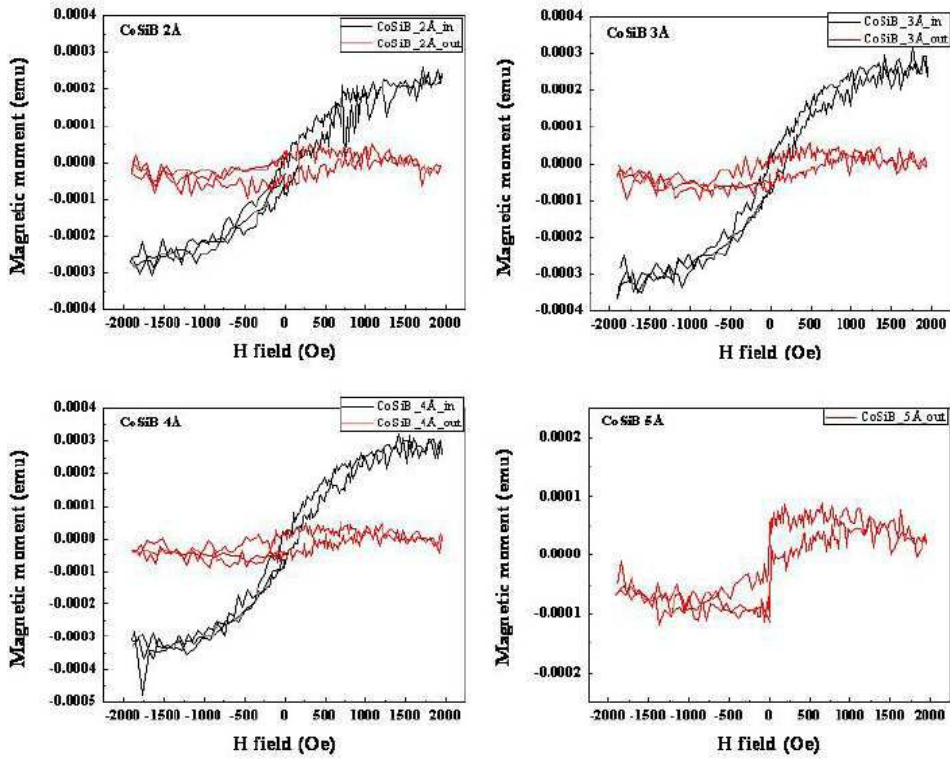 CoSiB 2Å
CoSiB_2Å_in
CoSiB_2Å_out
0.0004
0.0003
0.0002
0.0001
0.0000
-0.0001
-0.0002
-0.0003
-0.0004
Magnetic moment (emu)
-2000 -1500 -1000 -500 0 500 1000 1500 2000
H field (Oe)
CoSiB 3Å
CoSiB_3Å_in
CoSiB_3Å_out
0.0004
0.0003
0.0002
0.0001
0.0000
-0.0001
-0.0002
-0.0003
-0.0004
Magnetic moment (emu)
-2000 -1500 -1000 -500 0 500 1000 1500 2000
H field (Oe)
CoSiB 4Å
CoSiB_4Å_in
CoSiB_4Å_out
0.0004
0.0003
0.0002
0.0001
0.0000
-0.0001
-0.0002
-0.0003
-0.0004
-0.0005
Magnetic moment (emu)
-2000 -1500 -1000 -500 0 500 1000 1500 2000
H field (Oe)
CoSiB 5Å
CoSiB_5Å_out
0.0002
0.0001
0.0000
-0.0001
-0.0002
Magnetic moment (emu)
-2000 -1500 -1000 -500 0 500 1000 1500 2000
H field (Oe)